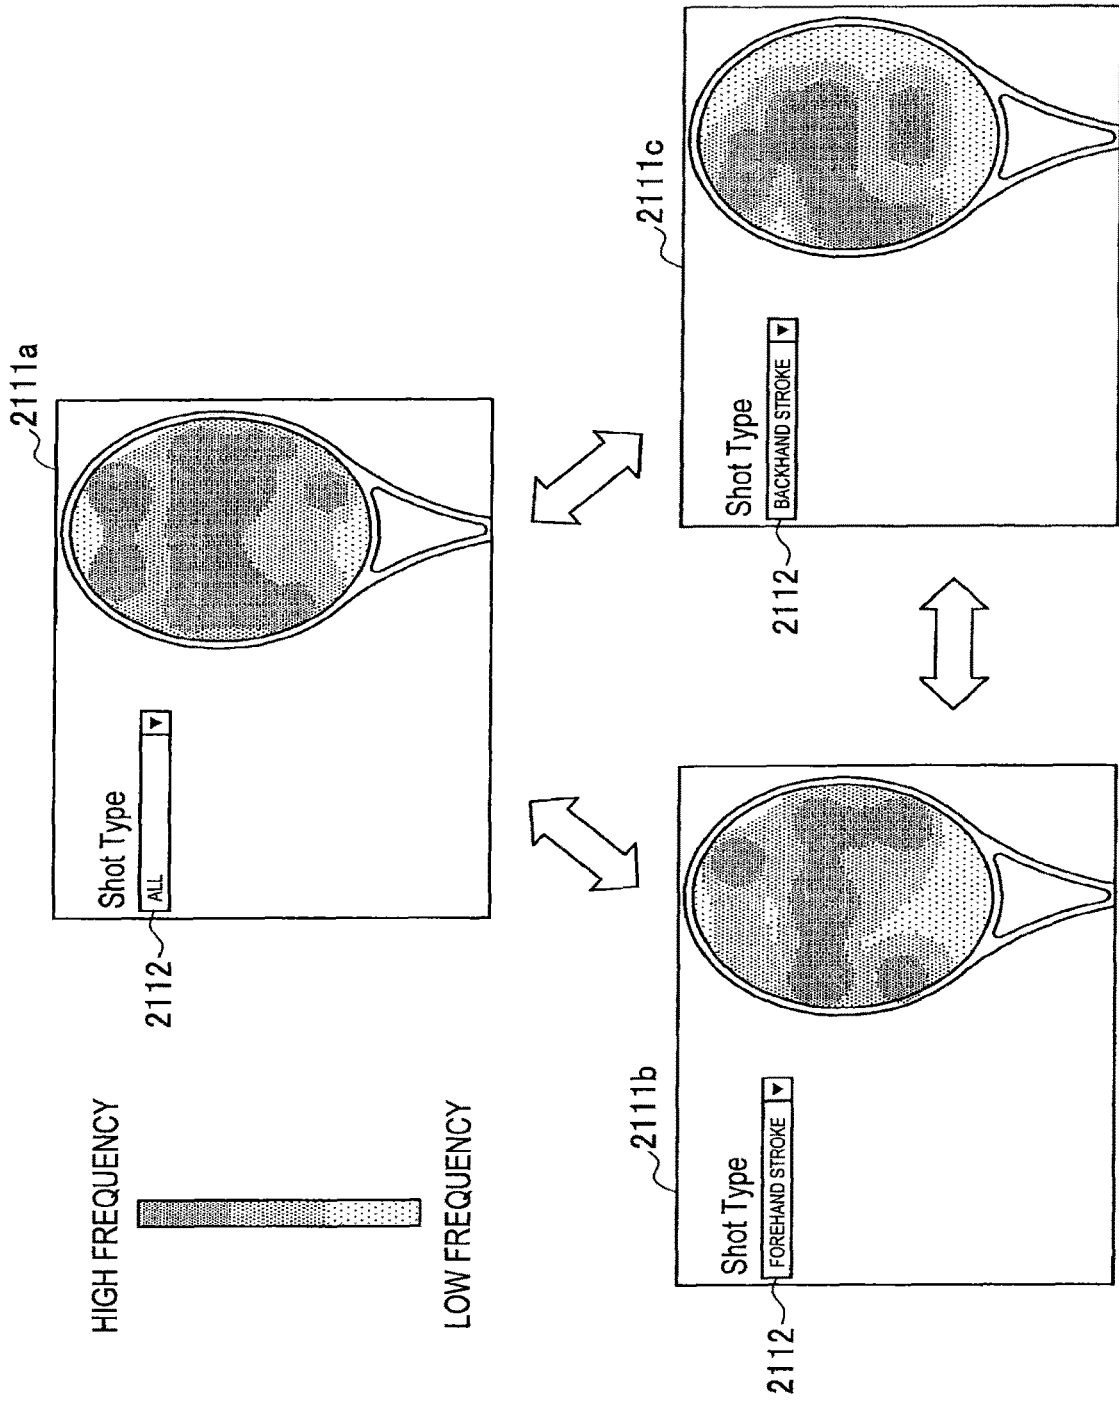 HIGH FREQUENCY
LOW FREQUENCY
2111a
Shot Type
ALL ▼
2112
2111b
Shot Type
FOREHAND STROKE ▼
2112
2111c
Shot Type
BACKHAND STROKE ▼
2112